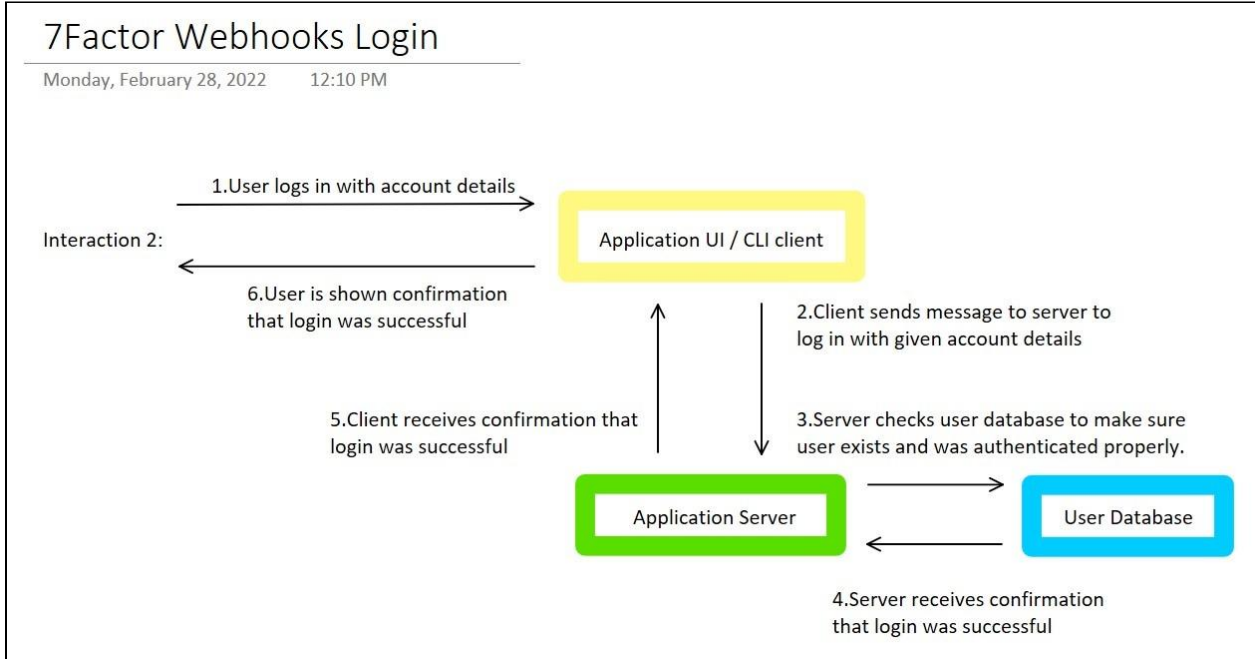 7Factor Webhooks Login
Monday, February 28, 2022 12:10 PM
1.User logs in with account details
Interaction 2:
Application UI / CLI client
6.User is shown confirmation
that login was successful
2.Client sends message to server to
log in with given account details
5.Client receives confirmation that
login was successful
3.Server checks user database to make sure
user exists and was authenticated properly.
Application Server
User Database
4.Server receives confirmation
that login was successful